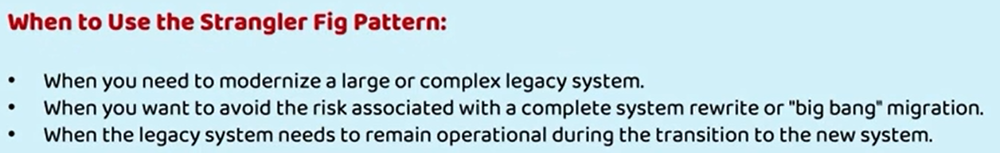 When to Use the Strangler Fig Pattern:
• When you need to modernize a large or complex legacy system.
• When you want to avoid the risk associated with a complete system rewrite or "big bang" migration.
• When the legacy system needs to remain operational during the transition to the new system.